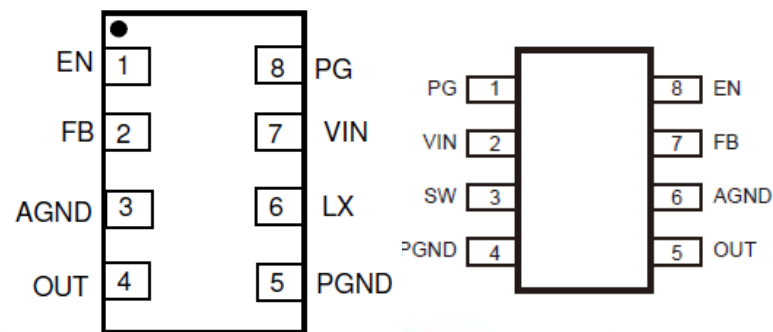 EN 1 8 PG
FB 2 7 VIN
AGND 3 6 LX
OUT 4 5 PGND
PG 1 8 EN
VIN 2 7 FB
SW 3 6 AGND
PGND 4 5 OUT